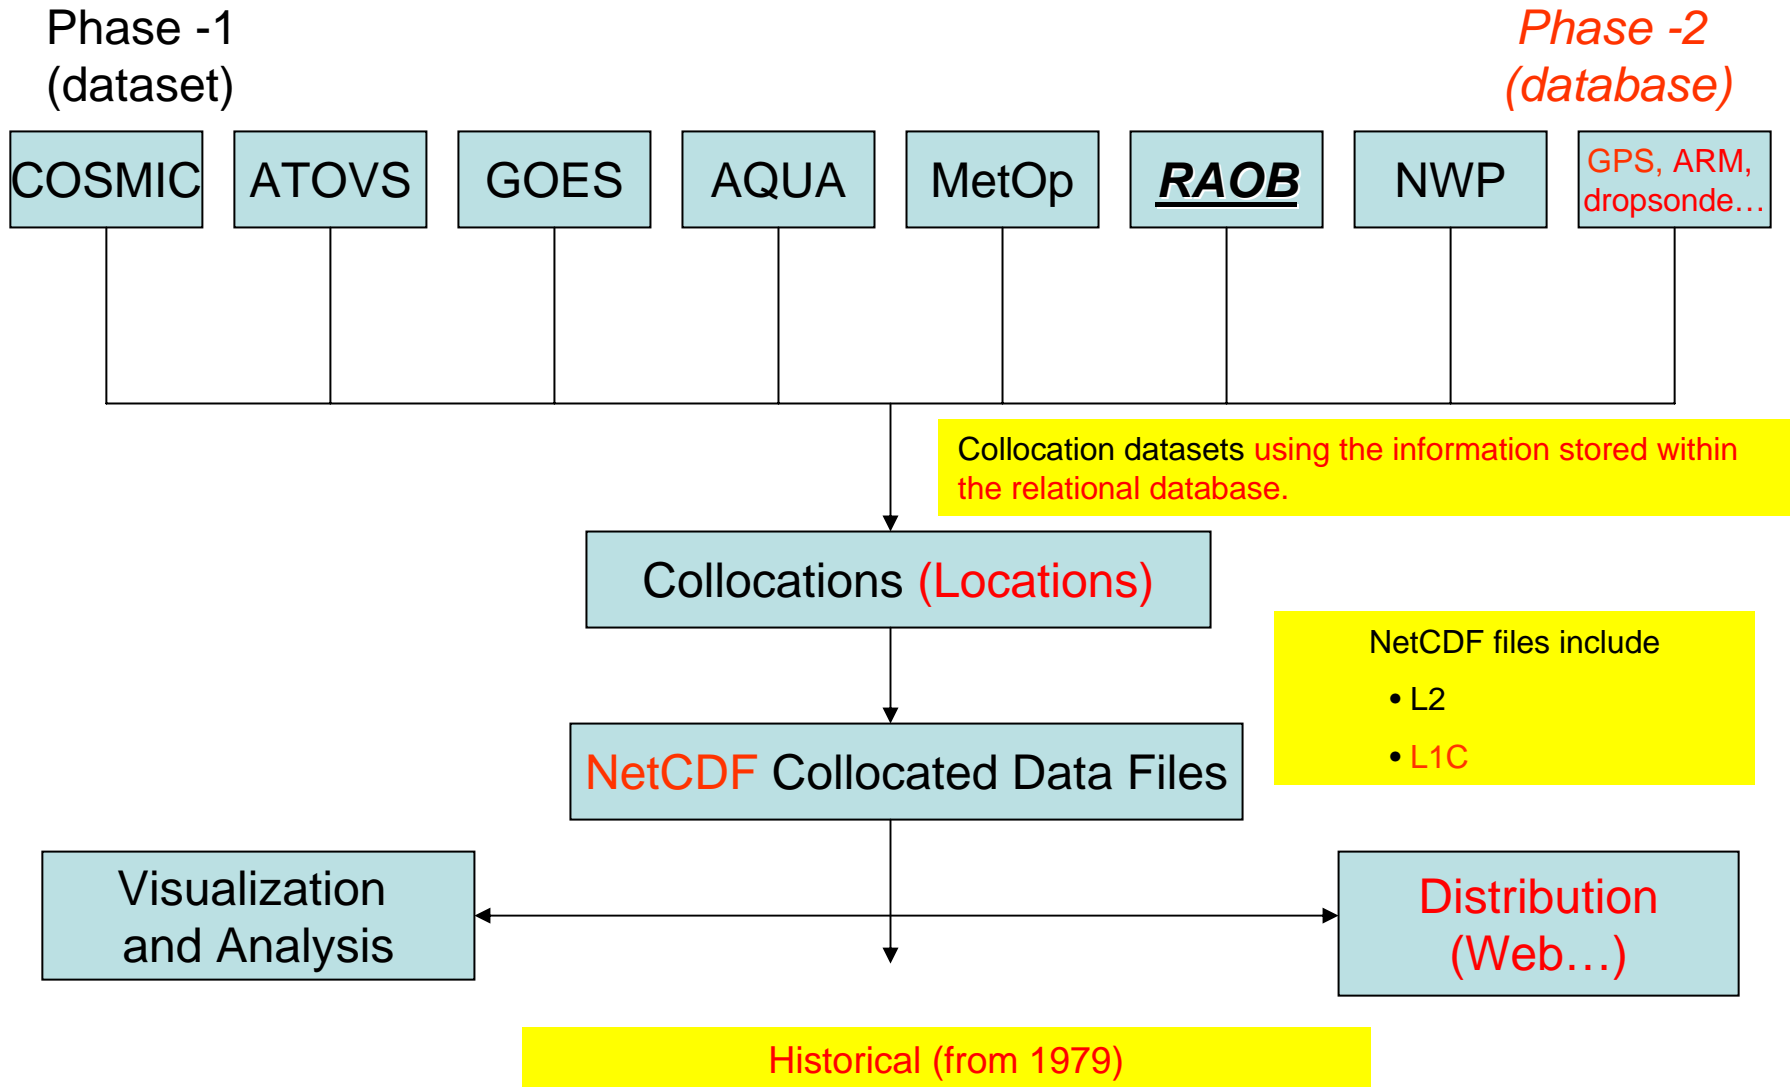 Phase -1
(dataset)
Phase -2
(database)
COSMIC
ATOVS
GOES
AQUA
MetOp
RAOB
NWP
GPS, ARM,
dropsonde…
Collocation datasets using the information stored within
the relational database.
Collocations (Locations)
NetCDF files include
• L2
• L1C
NetCDF Collocated Data Files
Visualization
and Analysis
Distribution
(Web…)
Historical (from 1979)